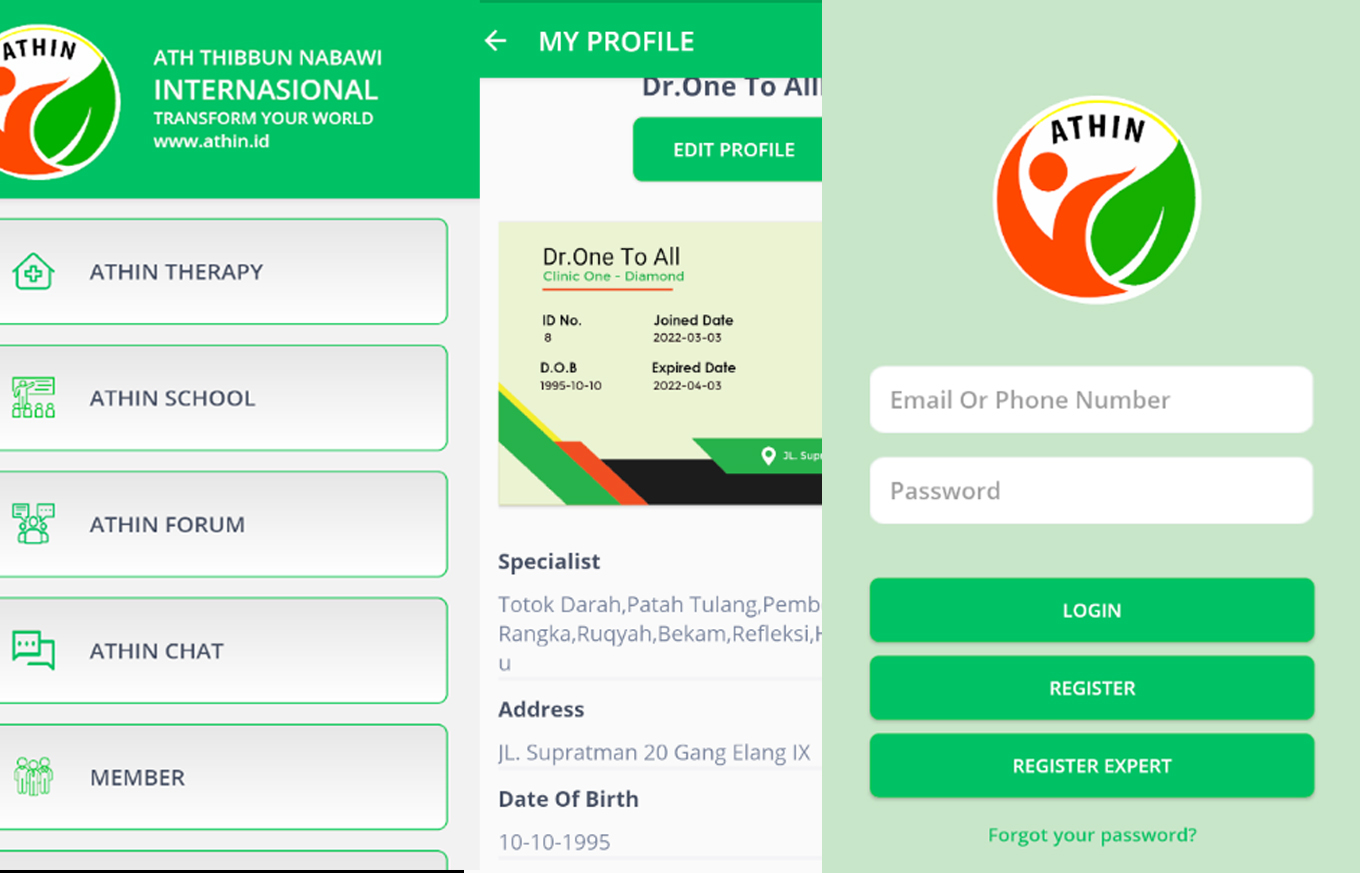 ATHIN
ATH THIBBUN NABAWI
INTERNASIONAL
TRANSFORM YOUR WORLD
www.athin.id
ATHIN THERAPY
ATHIN SCHOOL
ATHIN FORUM
ATHIN CHAT
MEMBER
MY PROFILE
Dr.One To All
EDIT PROFILE
Dr.One To All
Clinic One - Diamond
ID No. Joined Date
8 2022-03-03
D.O.B Expired Date
1995-10-10 2022-04-03
JL. Supr
Specialist
Totok Darah,Patah Tulang,Pemb
Rangka,Ruqyah,Bekam,Refleksi,H
u
Address
JL. Supratman 20 Gang Elang IX
Date Of Birth
10-10-1995
ATHIN
Email Or Phone Number
Password
LOGIN
REGISTER
REGISTER EXPERT
Forgot your password?